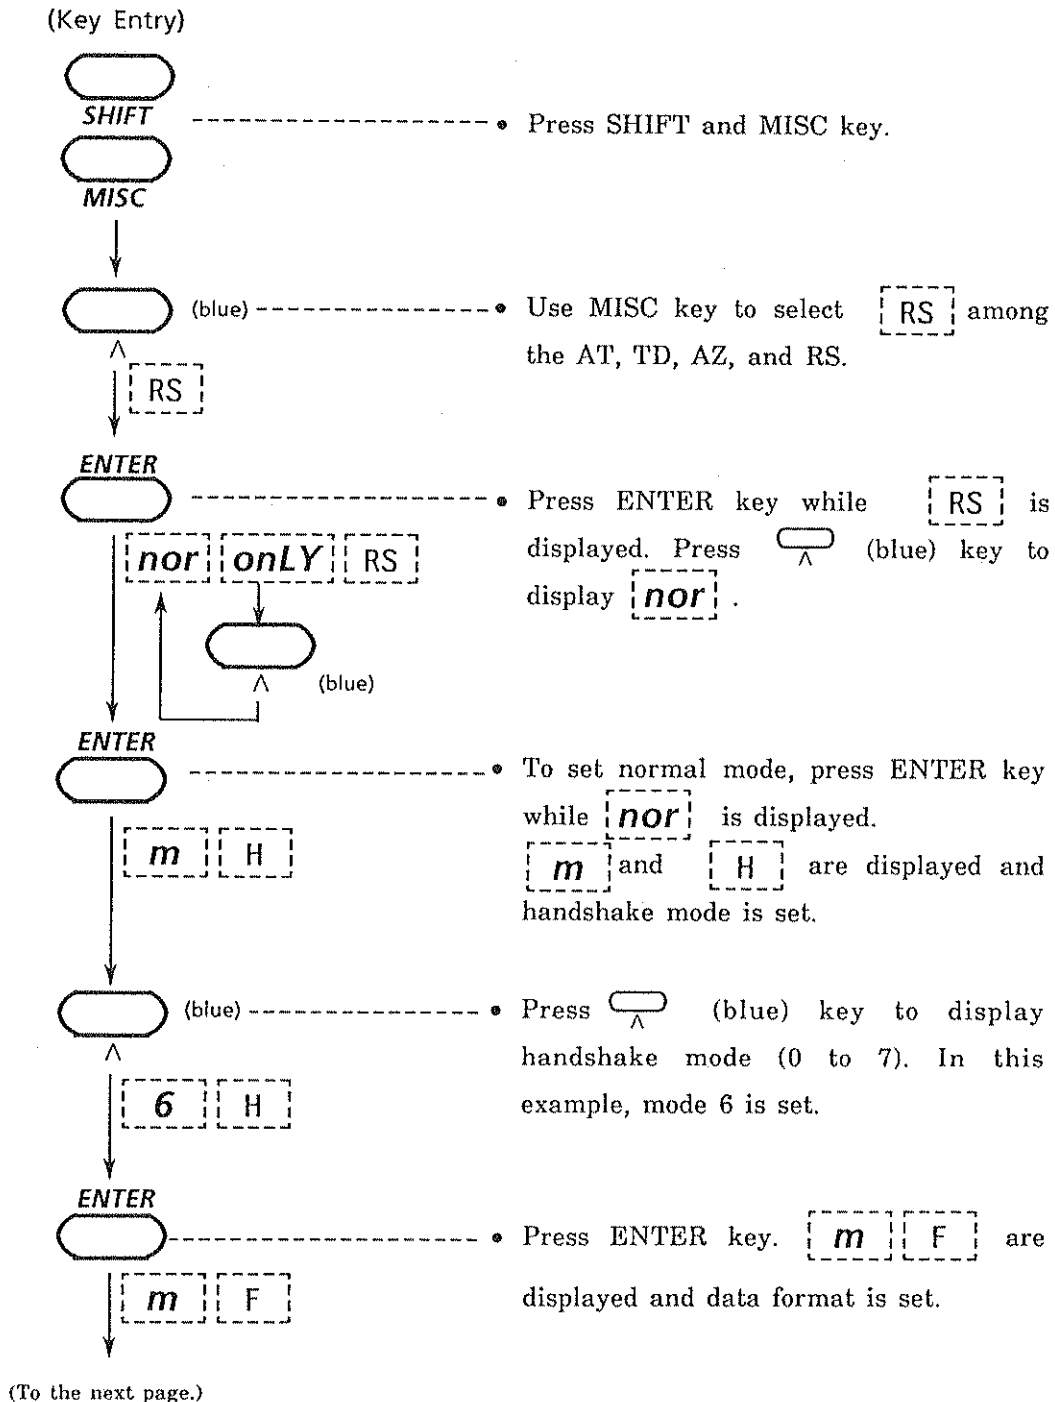 (Key Entry)
SHIFT
• Press SHIFT and MISC key.
MISC
(blue)
• Use MISC key to select RS among
the AT, TD, AZ, and RS.
^
RS
ENTER
• Press ENTER key while RS is
displayed. Press ^ (blue) key to
display nor .
nor onLY RS
^ (blue)
ENTER
• To set normal mode, press ENTER key
while nor is displayed.
m and H are displayed and
handshake mode is set.
m H
(blue)
• Press ^ (blue) key to display
handshake mode (0 to 7). In this
example, mode 6 is set.
^
6 H
ENTER
• Press ENTER key. m F are
displayed and data format is set.
m F
(To the next page.)